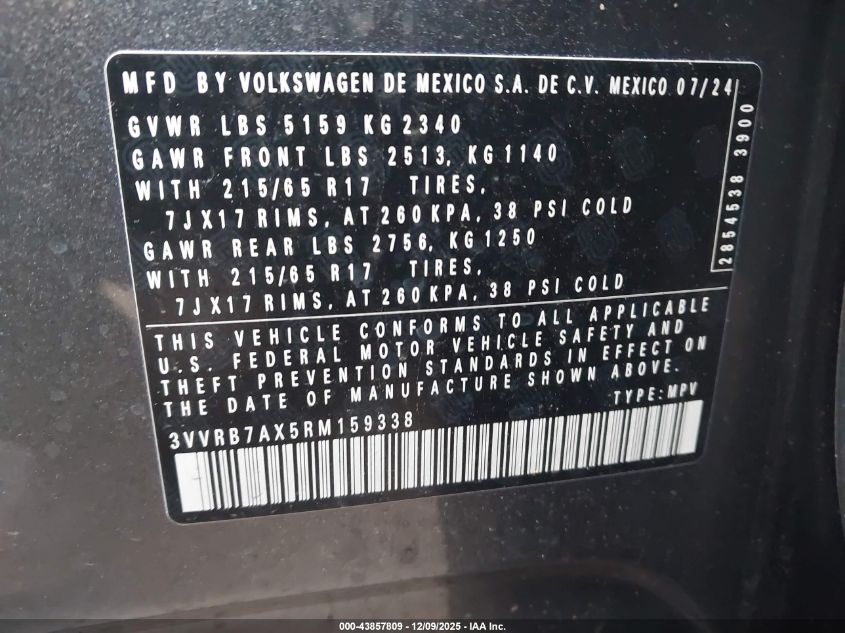 MFD BY VOLKSWAGEN DE MEXICO S.A. DE C.V. MEXICO 07/24
GVWR LBS 5159 KG 2340
GAWR FRONT LBS 2513, KG 1140
WITH 215/65 R17 TIRES,
7JX17 RIMS, AT 260 KPA, 38 PSI COLD
GAWR REAR LBS 2756, KG 1250
WITH 215/65 R17 TIRES,
7JX17 RIMS, AT 260 KPA, 38 PSI COLD
2854538 3900
THIS VEHICLE CONFORMS TO ALL APPLICABLE
U.S. FEDERAL MOTOR VEHICLE SAFETY AND
THEFT PREVENTION STANDARDS IN EFFECT ON
THE DATE OF MANUFACTURE SHOWN ABOVE.
TYPE: MPV
3VVRB7AX5RM159338
000-43857809 - 12/09/2025 - IAA Inc.